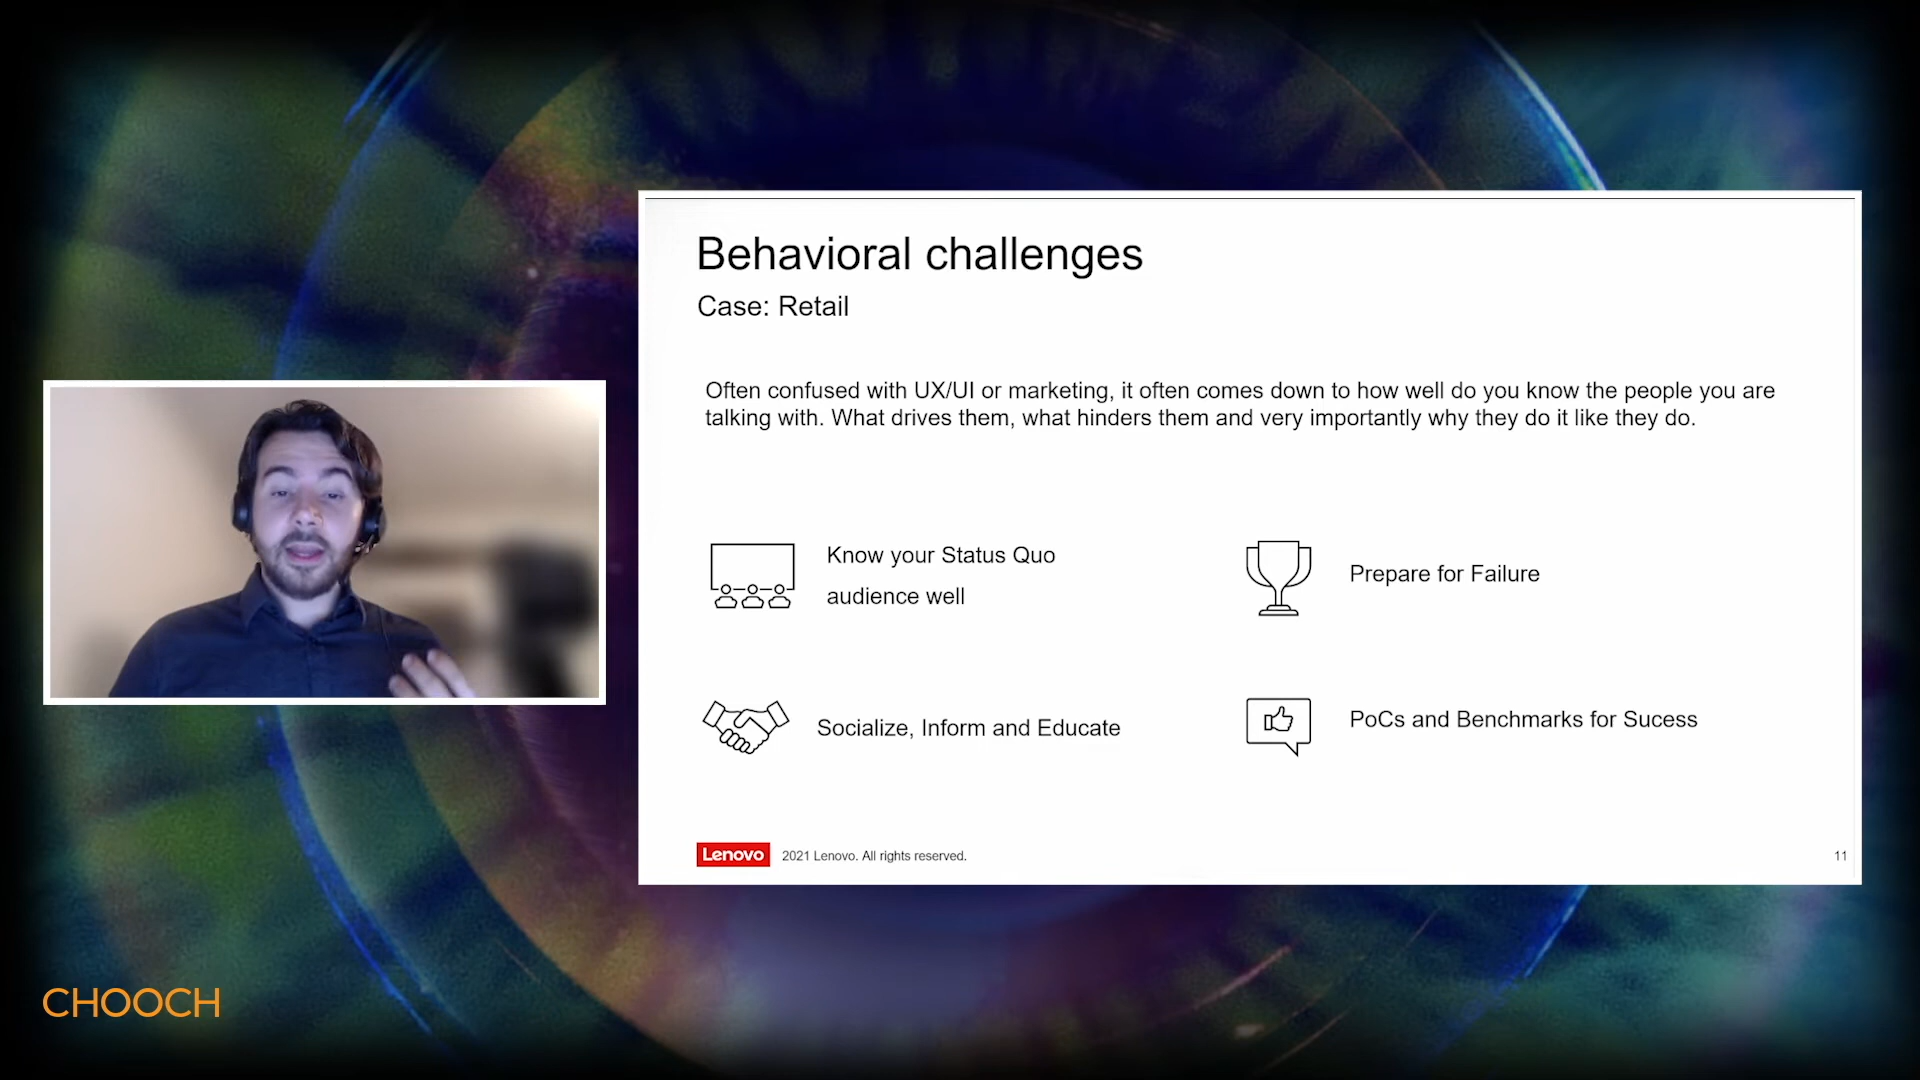 Behavioral challenges
Case: Retail
Often confused with UX/UI or marketing, it often comes down to how well do you know the people you are
talking with. What drives them, what hinders them and very importantly why they do it like they do.
Know your Status Quo
audience well
Prepare for Failure
Socialize, Inform and Educate
PoCs and Benchmarks for Sucess
Lenovo 2021 Lenovo. All rights reserved. 11
CHOOCH